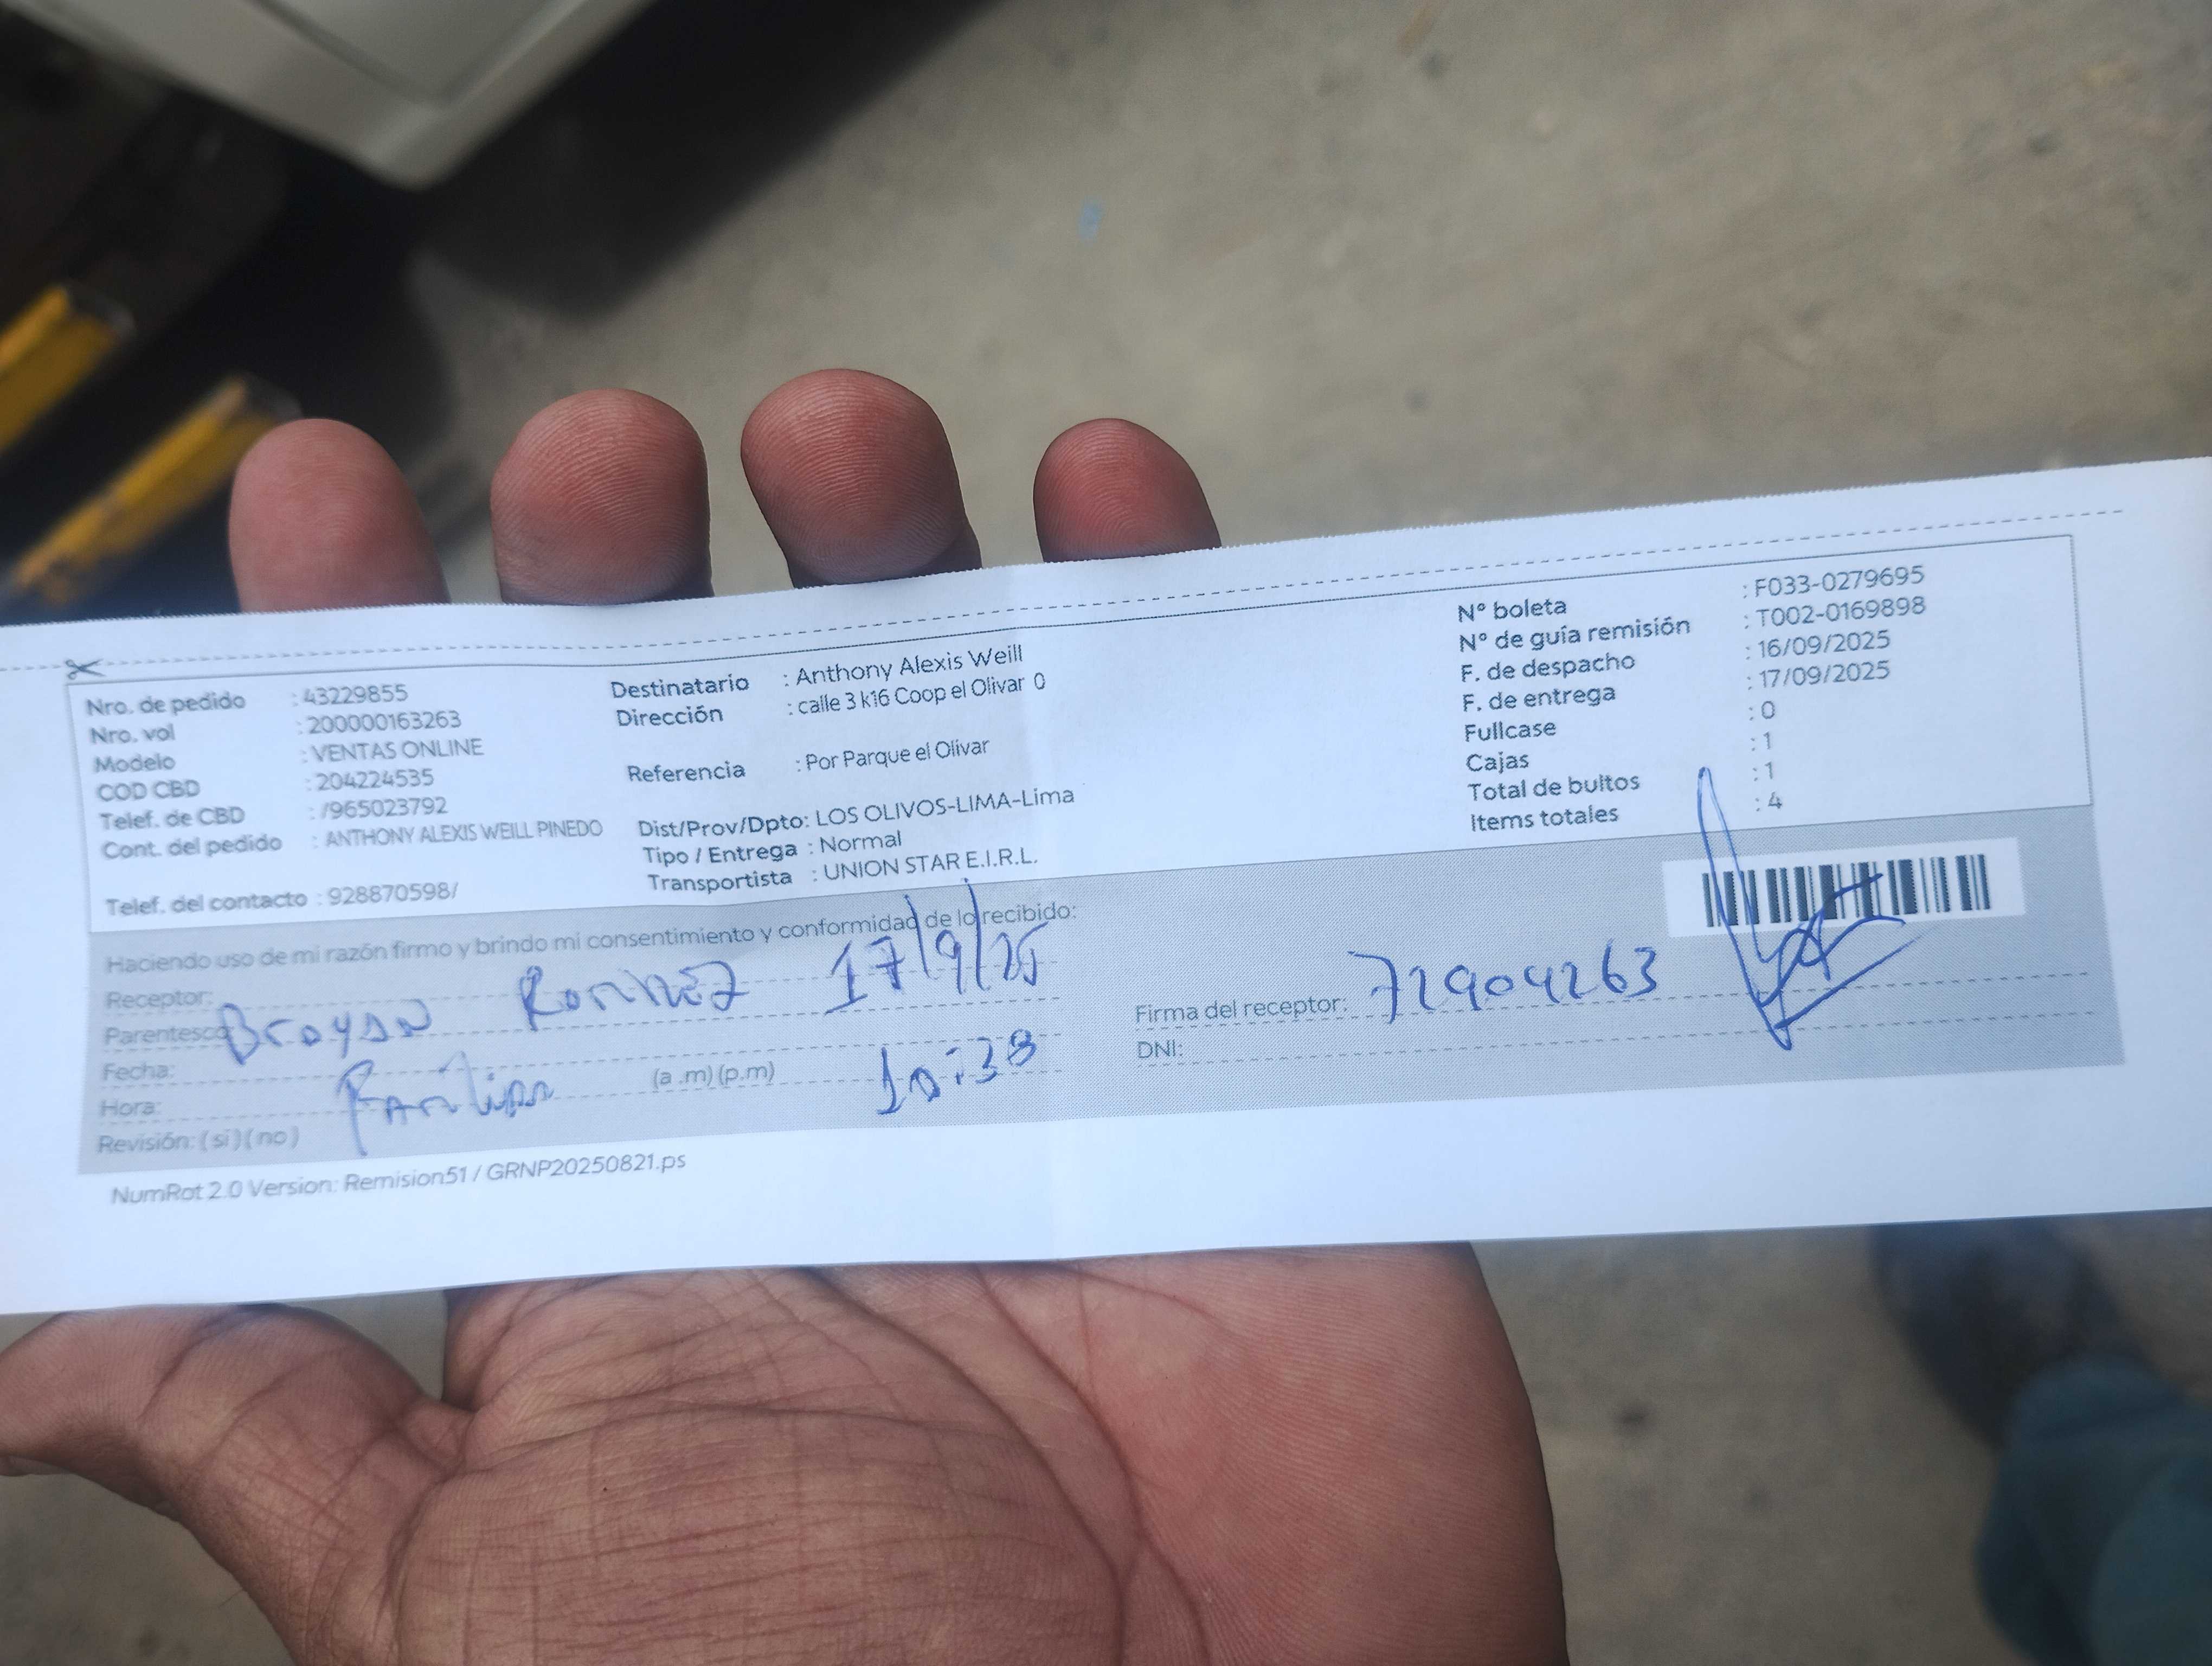 Nro. de pedido : 43229855
Nro. vol : 200000163263
Modelo : VENTAS ONLINE
COD CBD : 204224535
Telef. de CBD : /965023792
Cont. del pedido : ANTHONY ALEXIS WEILL PINEDO
Telef. del contacto : 928870598/
Destinatario : Anthony Alexis Weill
Dirección : calle 3 k16 Coop el Olivar 0
Referencia : Por Parque el Olivar
Dist/Prov/Dpto: LOS OLIVOS-LIMA-Lima
Tipo / Entrega : Normal
Transportista : UNION STAR E.I.R.L.
N° boleta : F033-0279695
N° de guía remisión : T002-0169898
F. de despacho : 16/09/2025
F. de entrega : 17/09/2025
Fullcase : 0
Cajas : 1
Total de bultos : 1
Items totales : 4
Haciendo uso de mi razón firmo y brindo mi consentimiento y conformidad de lo recibido:
Receptor:
Brayan 17/9/25
Parentesco:
Fecha:
Familiar (a .m) (p.m) 10:38
Hora:
Revisión: ( si ) ( no )
Firma del receptor: 72904263
DNI:
NumRot 2.0 Version: Remision51 / GRNP20250821.ps